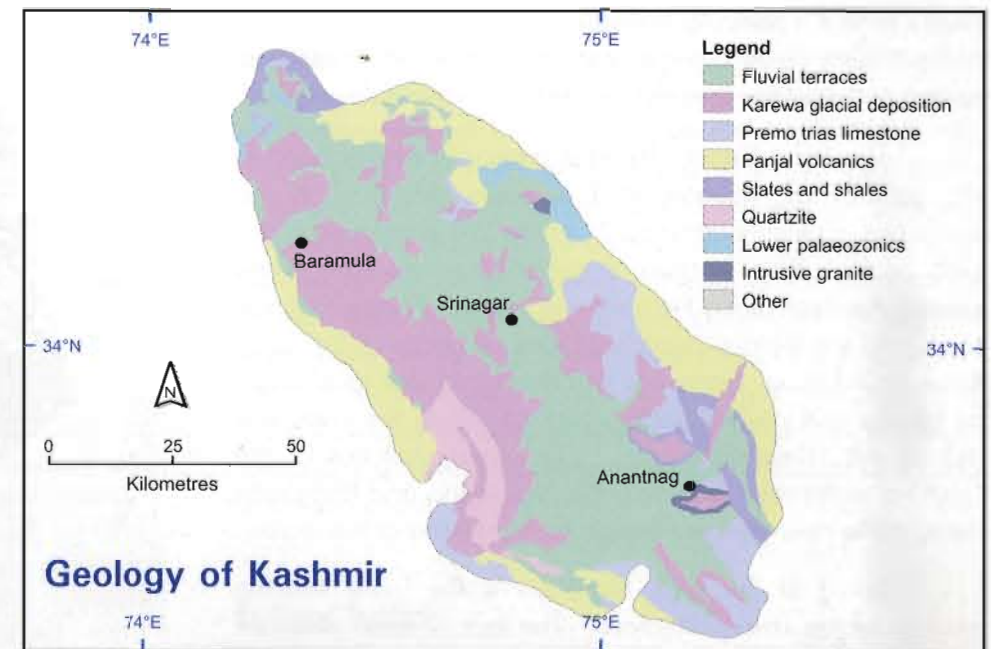 74°E
75°E
Legend
Fluvial terraces
Karewa glacial deposition
Premo trias limestone
Panjal volcanics
Slates and shales
Quartzite
Lower palaeozonics
Intrusive granite
Other
Baramula
Srinagar
34°N
34°N
N
0 25 50
Kilometres
Anantnag
Geology of Kashmir
74°E
75°E